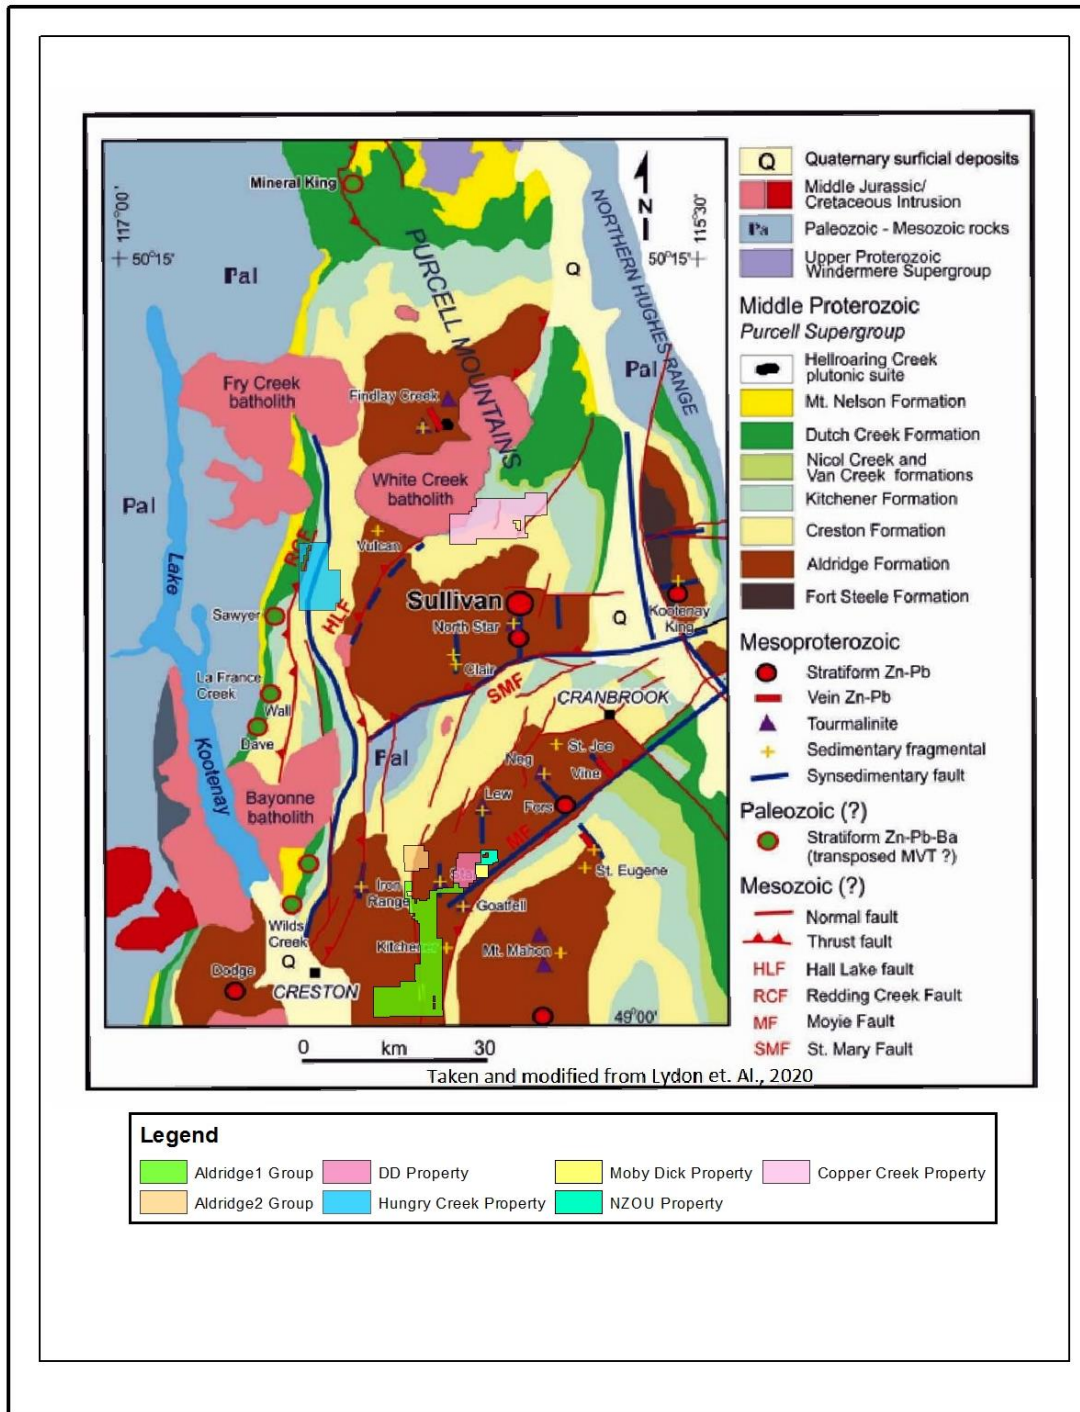 Mineral King
117°00'
50°15'
Pal
PURCELL MOUNTAINS
NORTHERN HUGHES RANGE
N
115°30'
50°15'
Q
Pal
Fry Creek
batholith
Findlay Creek
White Creek
batholith
Pal
Lake
Vulcan
RCF
HLF
Sullivan
North Star
Clair
Q
Kootenay
King
Sawyer
La France
Creek
Wall
Dave
SMF
CRANBROOK
Pal
Kootenay
Bayonne
batholith
Neg
St. Joe
Vine
Lew
Fors
MF
Star
St. Eugene
Iron
Range
Goatfell
Wilds
Creek
Kitchener
Mt. Mahon
Q
Dodge
CRESTON
49°00'
0 km 30
Taken and modified from Lydon et. Al., 2020
Q Quaternary surficial deposits
Middle Jurassic/
Cretaceous Intrusion
Pa Paleozoic - Mesozoic rocks
Upper Proterozoic
Windermere Supergroup
Middle Proterozoic
Purcell Supergroup
Hellroaring Creek
plutonic suite
Mt. Nelson Formation
Dutch Creek Formation
Nicol Creek and
Van Creek formations
Kitchener Formation
Creston Formation
Aldridge Formation
Fort Steele Formation
Mesoproterozoic
Stratiform Zn-Pb
Vein Zn-Pb
Tourmalinite
Sedimentary fragmental
Synsedimentary fault
Paleozoic (?)
Stratiform Zn-Pb-Ba
(transposed MVT ?)
Mesozoic (?)
Normal fault
Thrust fault
HLF Hall Lake fault
RCF Redding Creek Fault
MF Moyie Fault
SMF St. Mary Fault
Legend
Aldridge1 Group
DD Property
Moby Dick Property
Copper Creek Property
Aldridge2 Group
Hungry Creek Property
NZOU Property